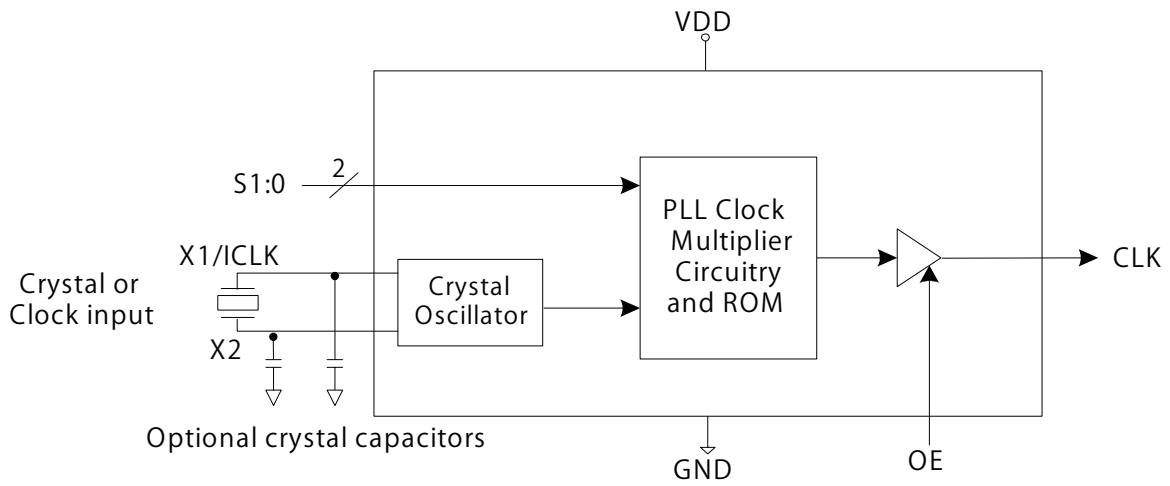 VDD
2
S1:0
PLL Clock
Multiplier
Circuitry
and ROM
X1/ICLK
CLK
Crystal or
Clock input
Crystal
Oscillator
X2
Optional crystal capacitors
GND
OE